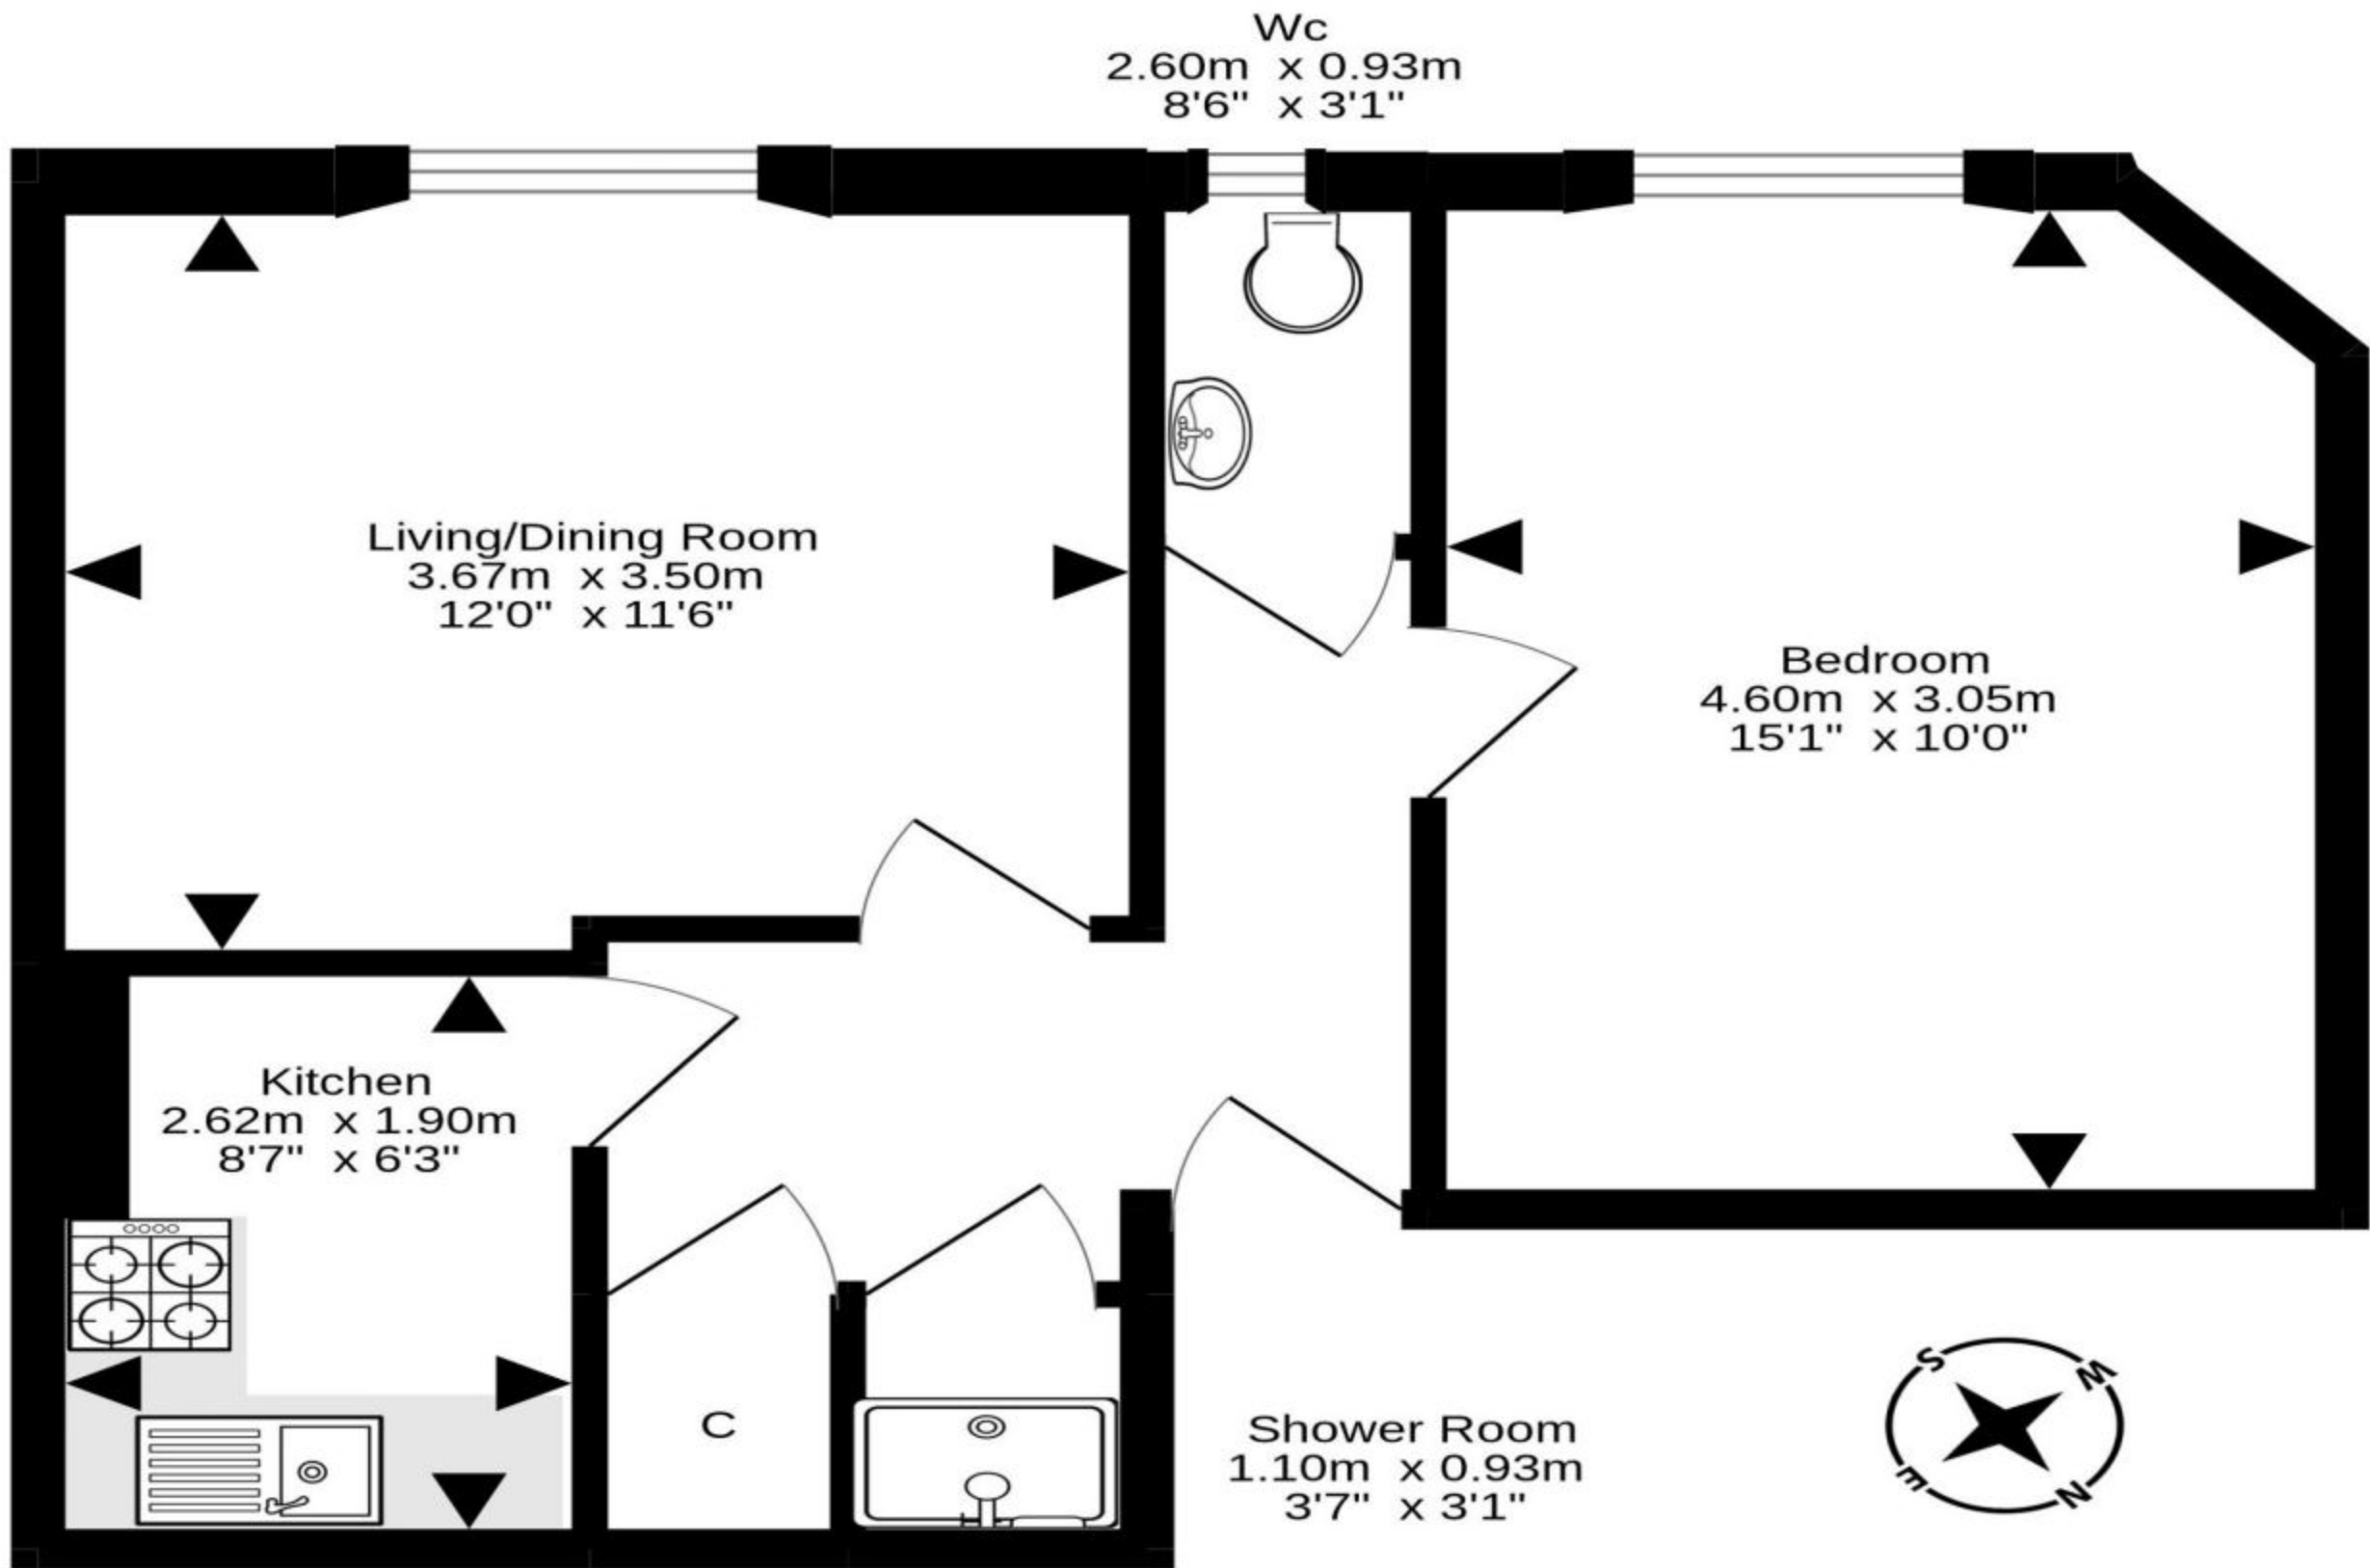 Wc
2.60m x 0.93m
8'6" x 3'1"
Living/Dining Room
3.67m x 3.50m
12'0" x 11'6"
Bedroom
4.60m x 3.05m
15'1" x 10'0"
Kitchen
2.62m x 1.90m
8'7" x 6'3"
C
Shower Room
1.10m x 0.93m
3'7" x 3'1"
S
W
E
N